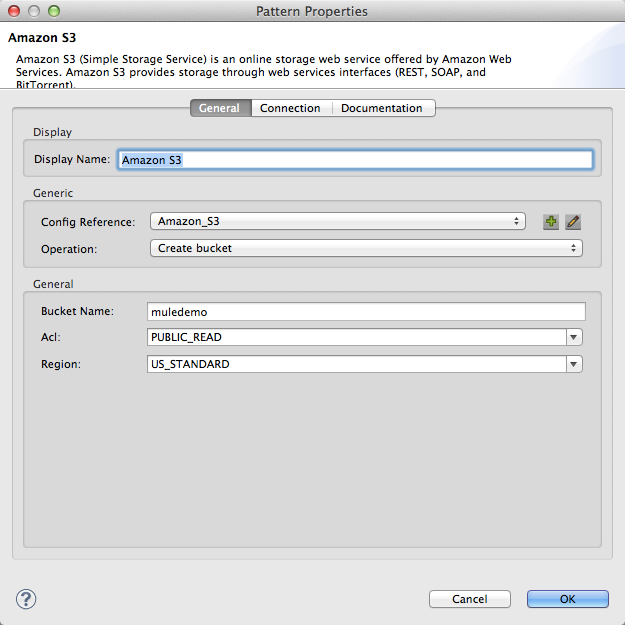 Pattern Properties
Amazon S3
Amazon S3 (Simple Storage Service) is an online storage web service offered by Amazon Web
Services. Amazon S3 provides storage through web services interfaces (REST, SOAP, and
BitTorrent).
General Connection Documentation
Display
Display Name: Amazon S3
Generic
Config Reference: Amazon_S3
Operation: Create bucket
General
Bucket Name: muledemo
Acl: PUBLIC_READ
Region: US_STANDARD
? Cancel OK